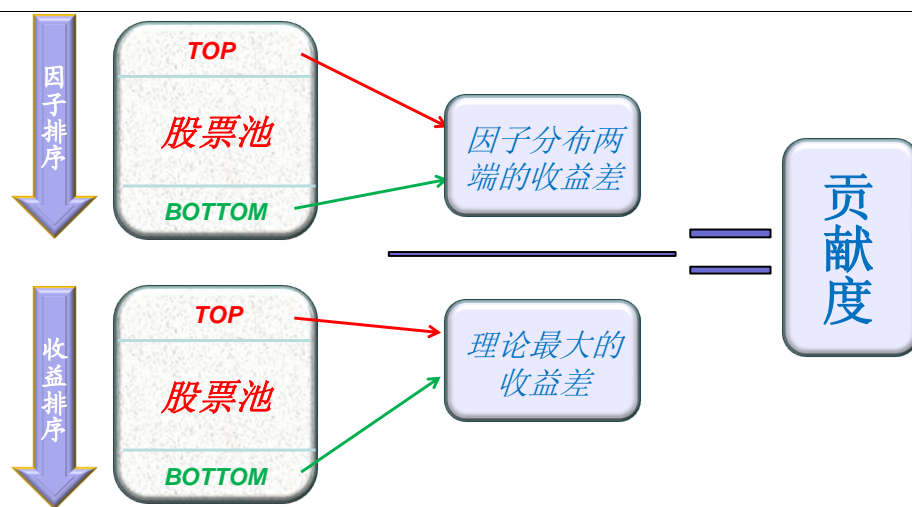 因子排序
TOP
股票池
BOTTOM
因子分布两
端的收益差
贡献度
收益排序
TOP
股票池
BOTTOM
理论最大的
收益差